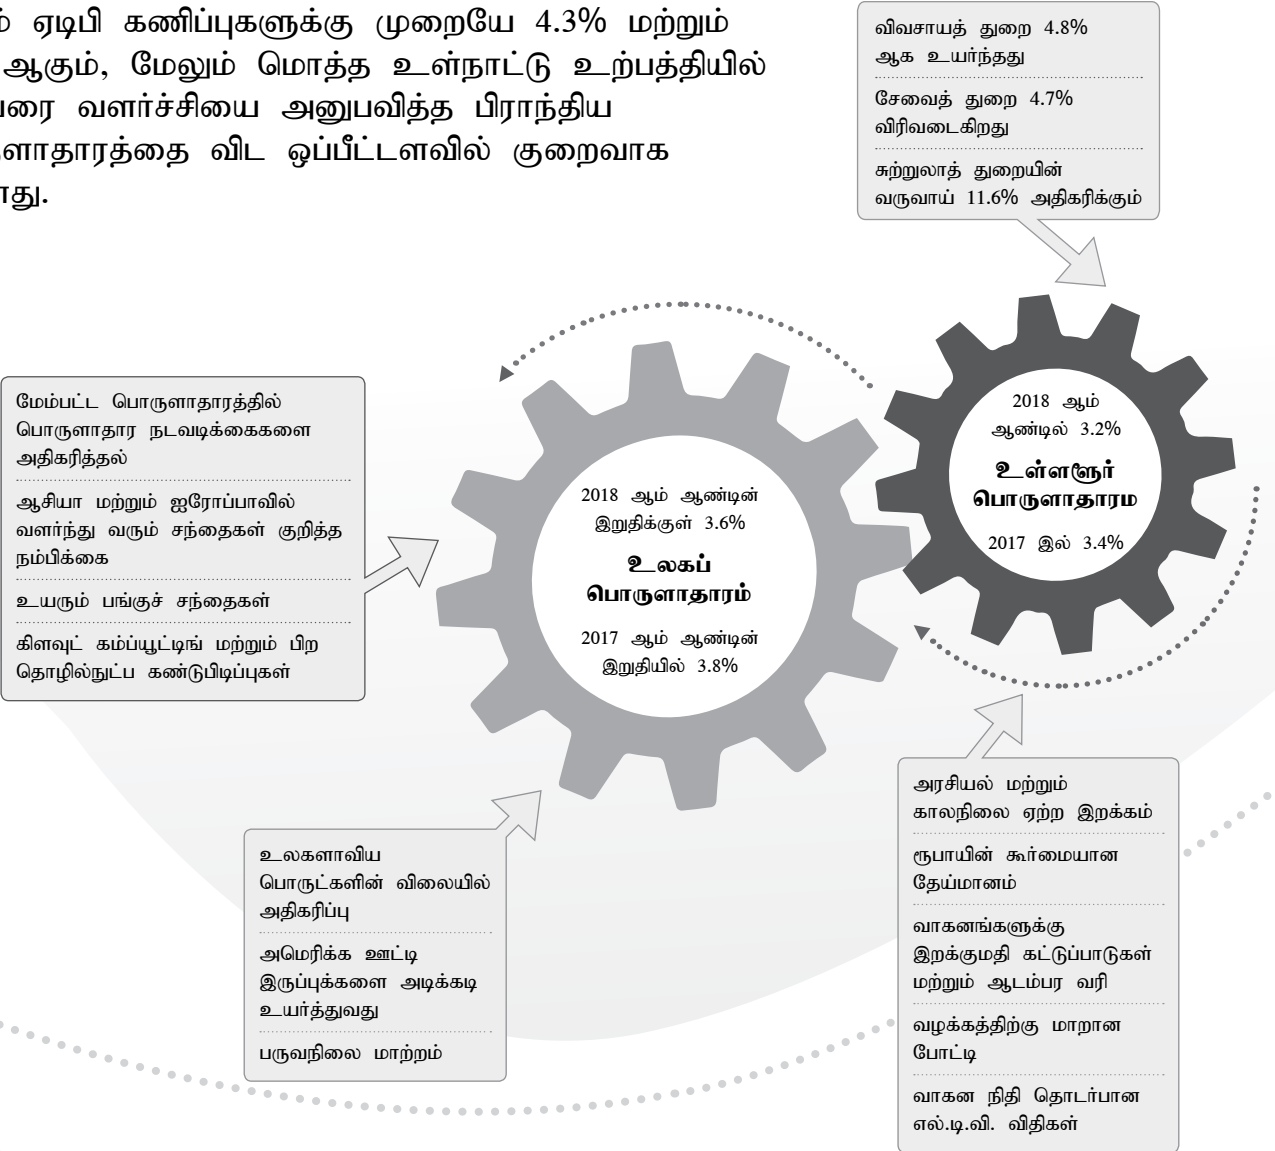 ஏடிபி கணிப்புகளுக்கு முறையே 4.3% மற்றும்
ஆகும், மேலும் மொத்த உள்நாட்டு உற்பத்தியில்
வளர்ச்சியை அனுபவித்த பிராந்திய
விட ஒப்பீட்டளவில் குறைவாக
விவசாயத் துறை 4.8%
ஆக உயர்ந்தது
சேவைத் துறை 4.7%
விரிவடைகிறது
சுற்றுலாத் துறையின்
வருவாய் 11.6% அதிகரிக்கும்
மேம்பட்ட பொருளாதாரத்தில்
பொருளாதார நடவடிக்கைகளை
அதிகரித்தல்
ஆசியா மற்றும் ஐரோப்பாவில்
வளர்ந்து வரும் சந்தைகள் குறித்த
நம்பிக்கை
உயரும் பங்குச் சந்தைகள்
கிளவுட் கம்ப்யூட்டிங் மற்றும் பிற
தொழில்நுட்ப கண்டுபிடிப்புகள்
2018 ஆம் ஆண்டின்
இறுதிக்குள் 3.6%
உலகப்
பொருளாதாரம்
2017 ஆம் ஆண்டின்
இறுதியில் 3.8%
2018 ஆம்
ஆண்டில் 3.2%
உள்ளளூர்
பொருளாதாரம
2017 இல் 3.4%
உலகளாவிய
பொருட்களின் விலையில்
அதிகரிப்பு
அமெரிக்க ஊட்டி
இருப்புக்களை அடிக்கடி
உயர்த்துவது
பருவநிலை மாற்றம்
அரசியல் மற்றும்
காலநிலை ஏற்ற இறக்கம்
ரூபாயின் கூர்மையான
தேய்மானம்
வாகனங்களுக்கு
இறக்குமதி கட்டுப்பாடுகள்
மற்றும் ஆடம்பர வரி
வழக்கத்திற்கு மாறான
போட்டி
வாகன நிதி தொடர்பான
எல்.டி.வி. விதிகள்